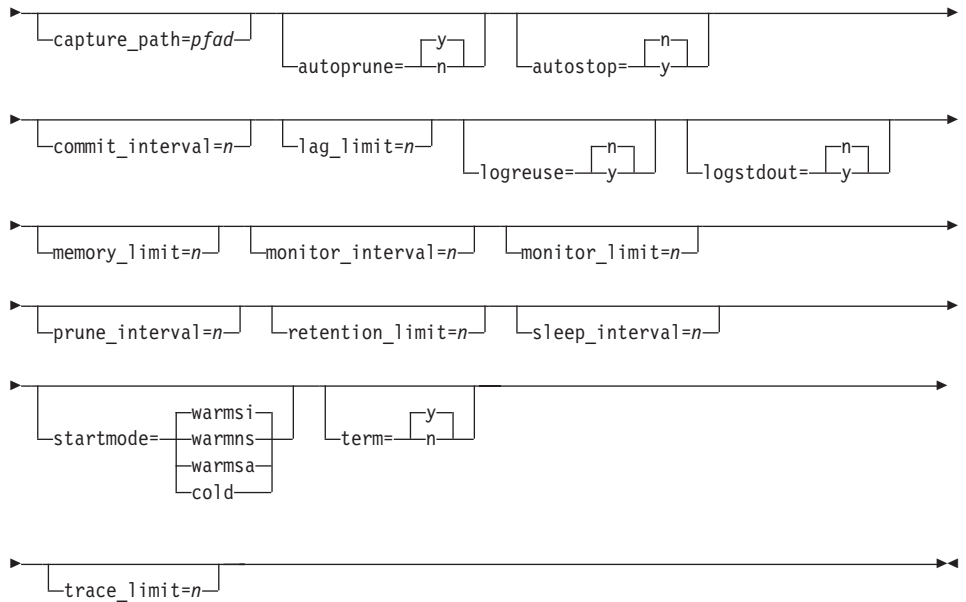 capture_path=pfad
autoprune= y n
autostop= n y
commit_interval=n
lag_limit=n
logreuse= n y
logstdout= n y
memory_limit=n
monitor_interval=n
monitor_limit=n
prune_interval=n
retention_limit=n
sleep_interval=n
startmode= warmsi
warmns
warmsa
cold
term= y n
trace_limit=n